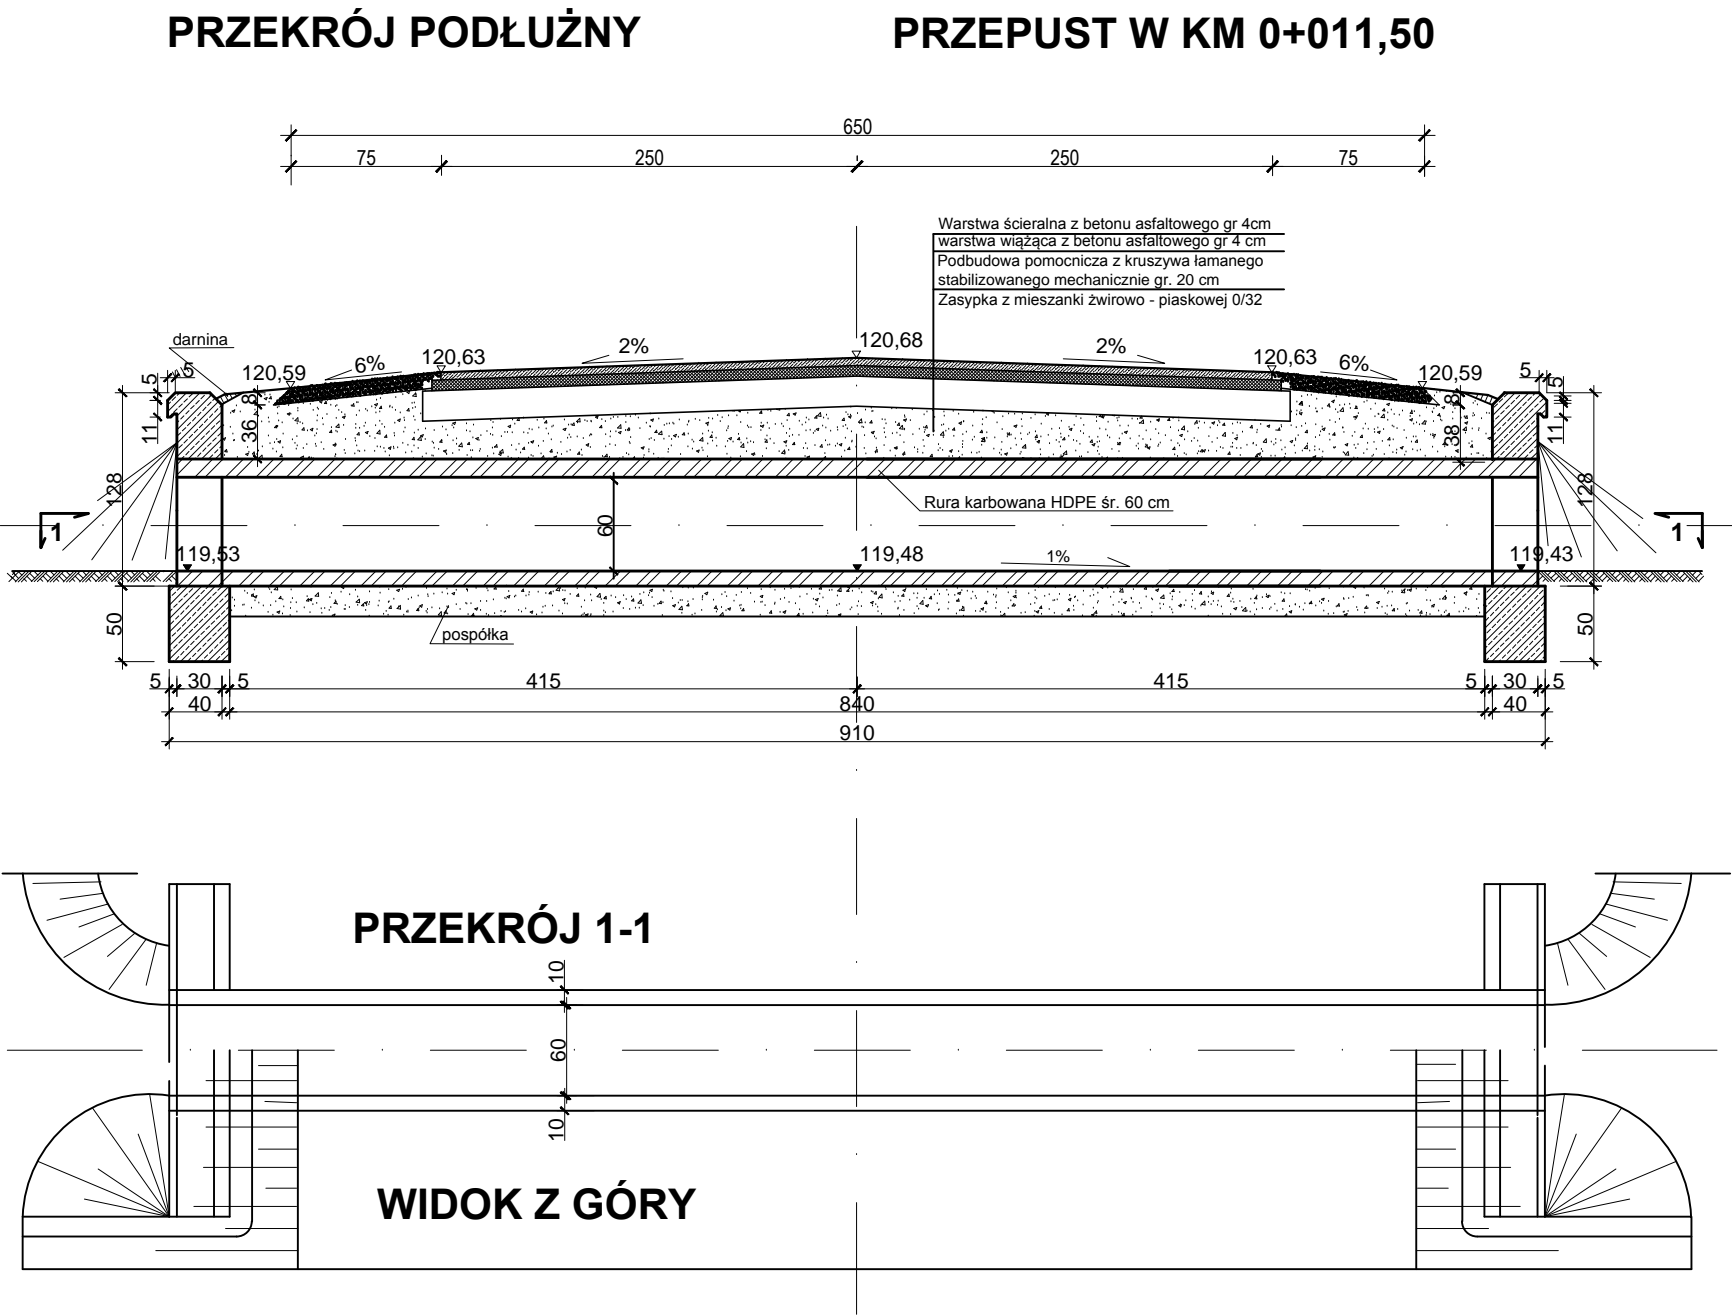 PRZEKRÓJ PODŁUŻNY PRZEPUST W KM 0+011,50
650
75 250 250 75
Warstwa ścieralna z betonu asfaltowego gr 4cm
warstwa wiążąca z betonu asfaltowego gr 4 cm
Podbudowa pomocnicza z kruszywa łamanego
stabilizowanego mechanicznie gr. 20 cm
Zasypka z mieszanki żwirowo - piaskowej 0/32
darnina
120,59 6% 120,63 2% 120,68 2% 120,63 6% 120,59
5 5 5 5
11 8 36 8 38 11
128 128
Rura karbowana HDPE śr. 60 cm
1 60 1
119,53 119,48 1% 119,43
50 50
pospółka
5 30 5 415 415 5 30 5
40 840 40
910
PRZEKRÓJ 1-1
10
60
10
WIDOK Z GÓRY